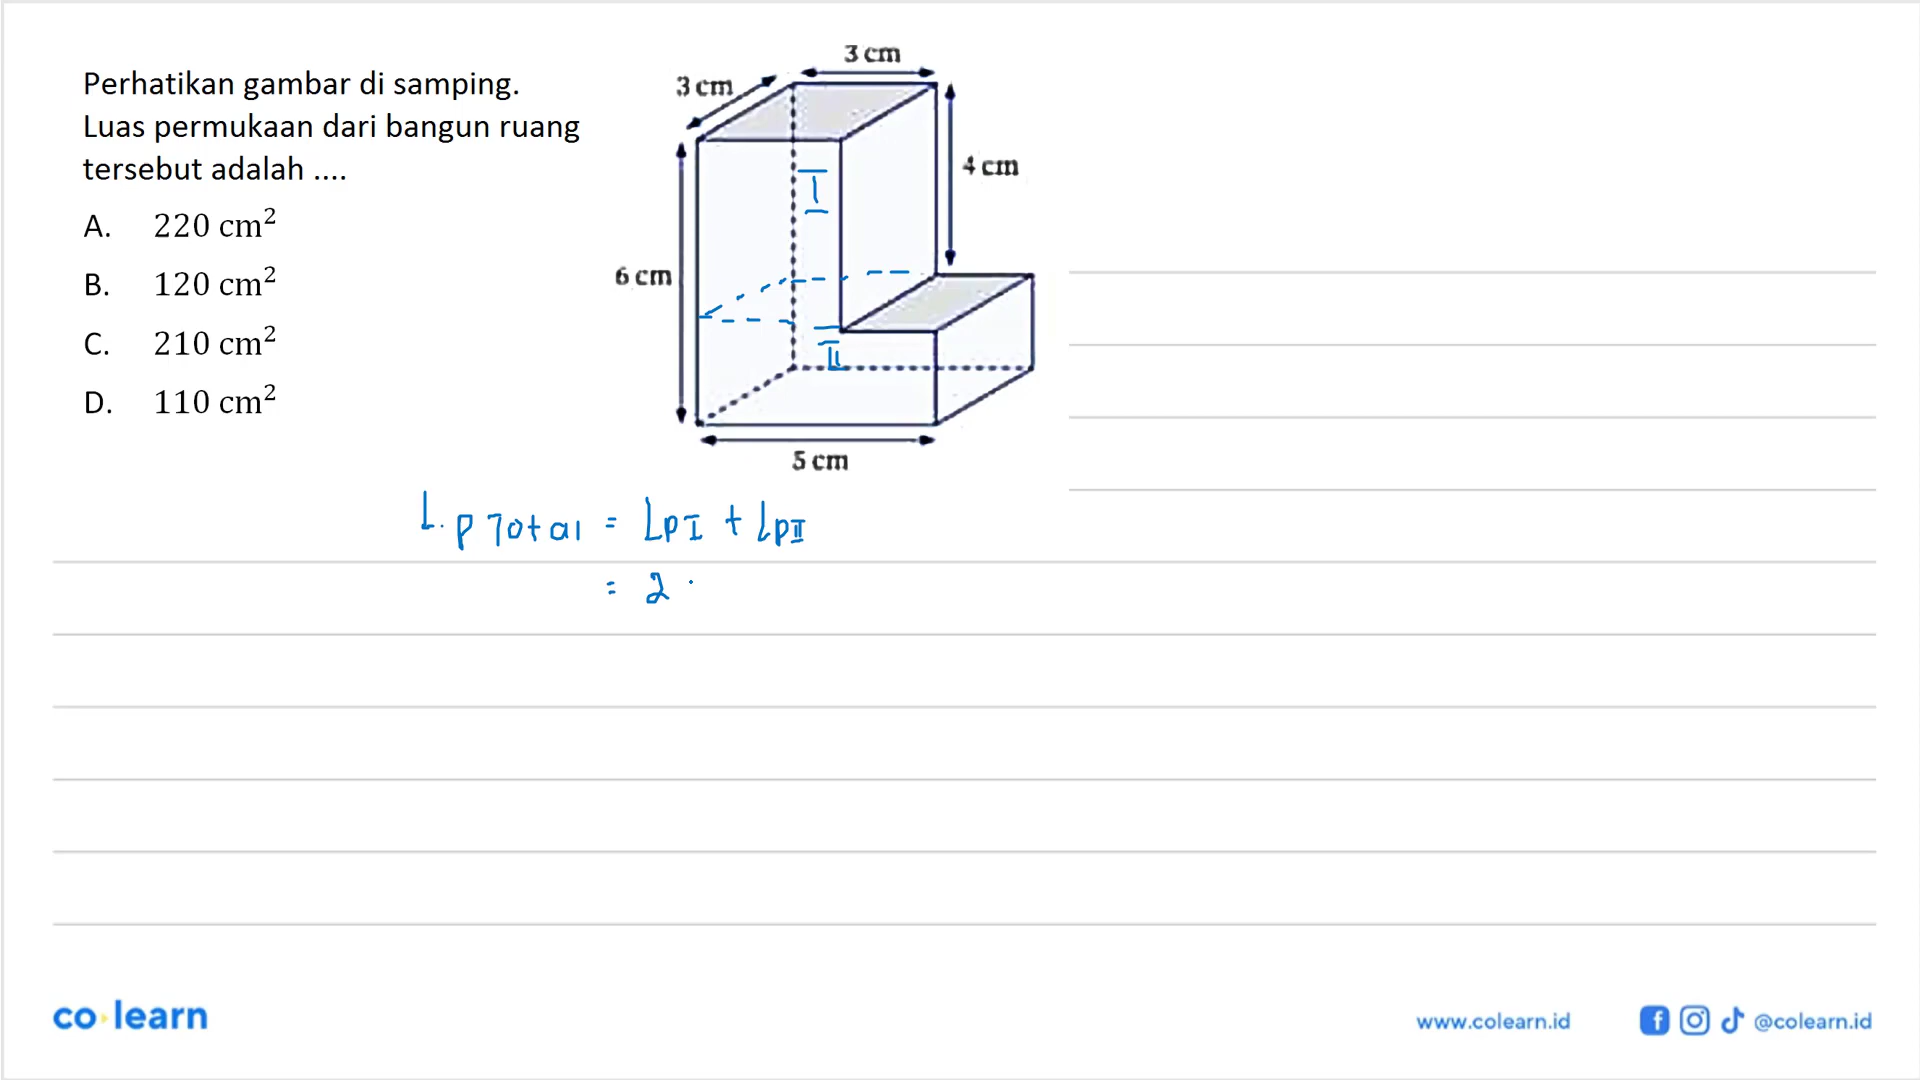 Perhatikan gambar di samping.
Luas permukaan dari bangun ruang
tersebut adalah ....
A. 220 cm²
B. 120 cm²
C. 210 cm²
D. 110 cm²
3 cm
3 cm
4 cm
I
6 cm
II
5 cm
L.p Total = Lp I + Lp II
= 2 .
co learn
www.colearn.id
@colearn.id